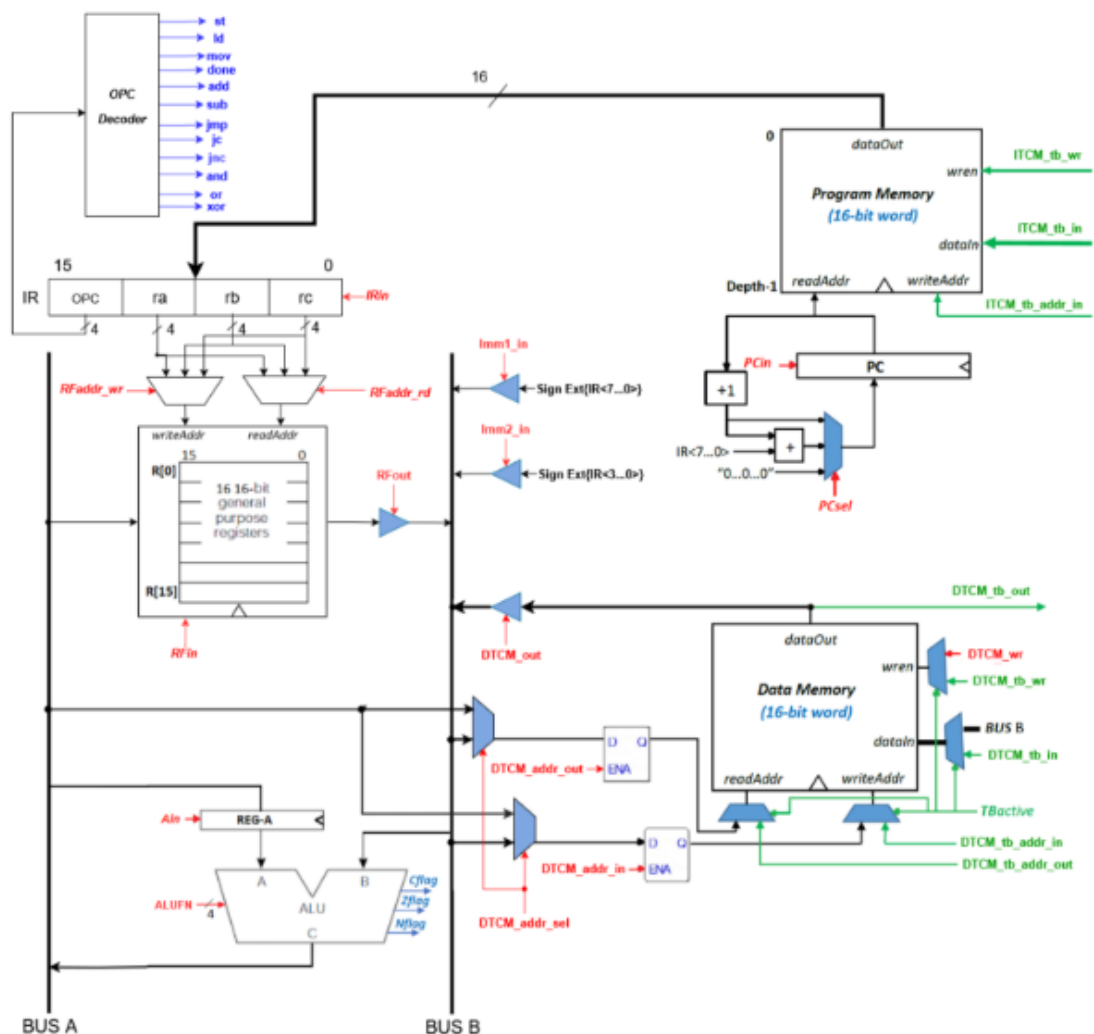 OPC
Decoder
st
ld
mov
done
add
sub
jmp
jc
jnc
and
or
xor
16
0
dataOut
wren
Program Memory
(16-bit word)
dataIn
Depth-1
readAddr
writeAddr
ITCM_tb_wr
ITCM_tb_in
ITCM_tb_addr_in
15
0
IR
OPC
ra
rb
rc
IRin
4
4
4
4
RFaddr_wr
RFaddr_rd
writeAddr
readAddr
R[0]
15
0
16 16-bit
general
purpose
registers
R[15]
RFin
RFout
Imm1_in
Sign Ext{IR<7...0>}
Imm2_in
Sign Ext{IR<3...0>}
PCin
PC
+1
+
IR<7...0>
"0...0...0"
PCsel
DTCM_out
DTCM_tb_out
dataOut
wren
Data Memory
(16-bit word)
dataIn
readAddr
writeAddr
DTCM_wr
DTCM_tb_wr
BUS B
DTCM_tb_in
TBactive
DTCM_tb_addr_in
DTCM_tb_addr_out
D
Q
ENA
DTCM_addr_out
D
Q
ENA
DTCM_addr_in
DTCM_addr_sel
Ain
REG-A
A
B
ALU
C
ALUFN
4
Cflag
Zflag
Nflag
BUS A
BUS B